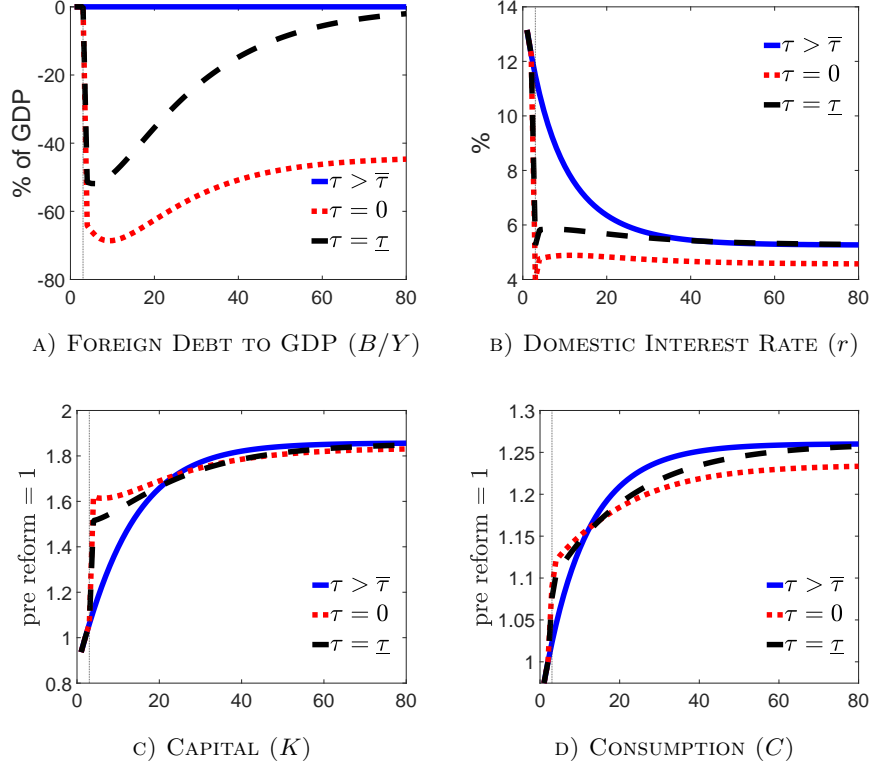 0
-20
-40
-60
-80
0 20 40 60 80
% of GDP
τ > τ̅
τ = 0
τ = τ̲
A) FOREIGN DEBT TO GDP (B/Y)
14
12
10
8
6
4
0 20 40 60 80
%
τ > τ̅
τ = 0
τ = τ̲
B) DOMESTIC INTEREST RATE (r)
2
1.8
1.6
1.4
1.2
1
0.8
0 20 40 60 80
pre reform = 1
τ > τ̅
τ = 0
τ = τ̲
C) CAPITAL (K)
1.3
1.25
1.2
1.15
1.1
1.05
1
0 20 40 60 80
pre reform = 1
τ > τ̅
τ = 0
τ = τ̲
D) CONSUMPTION (C)